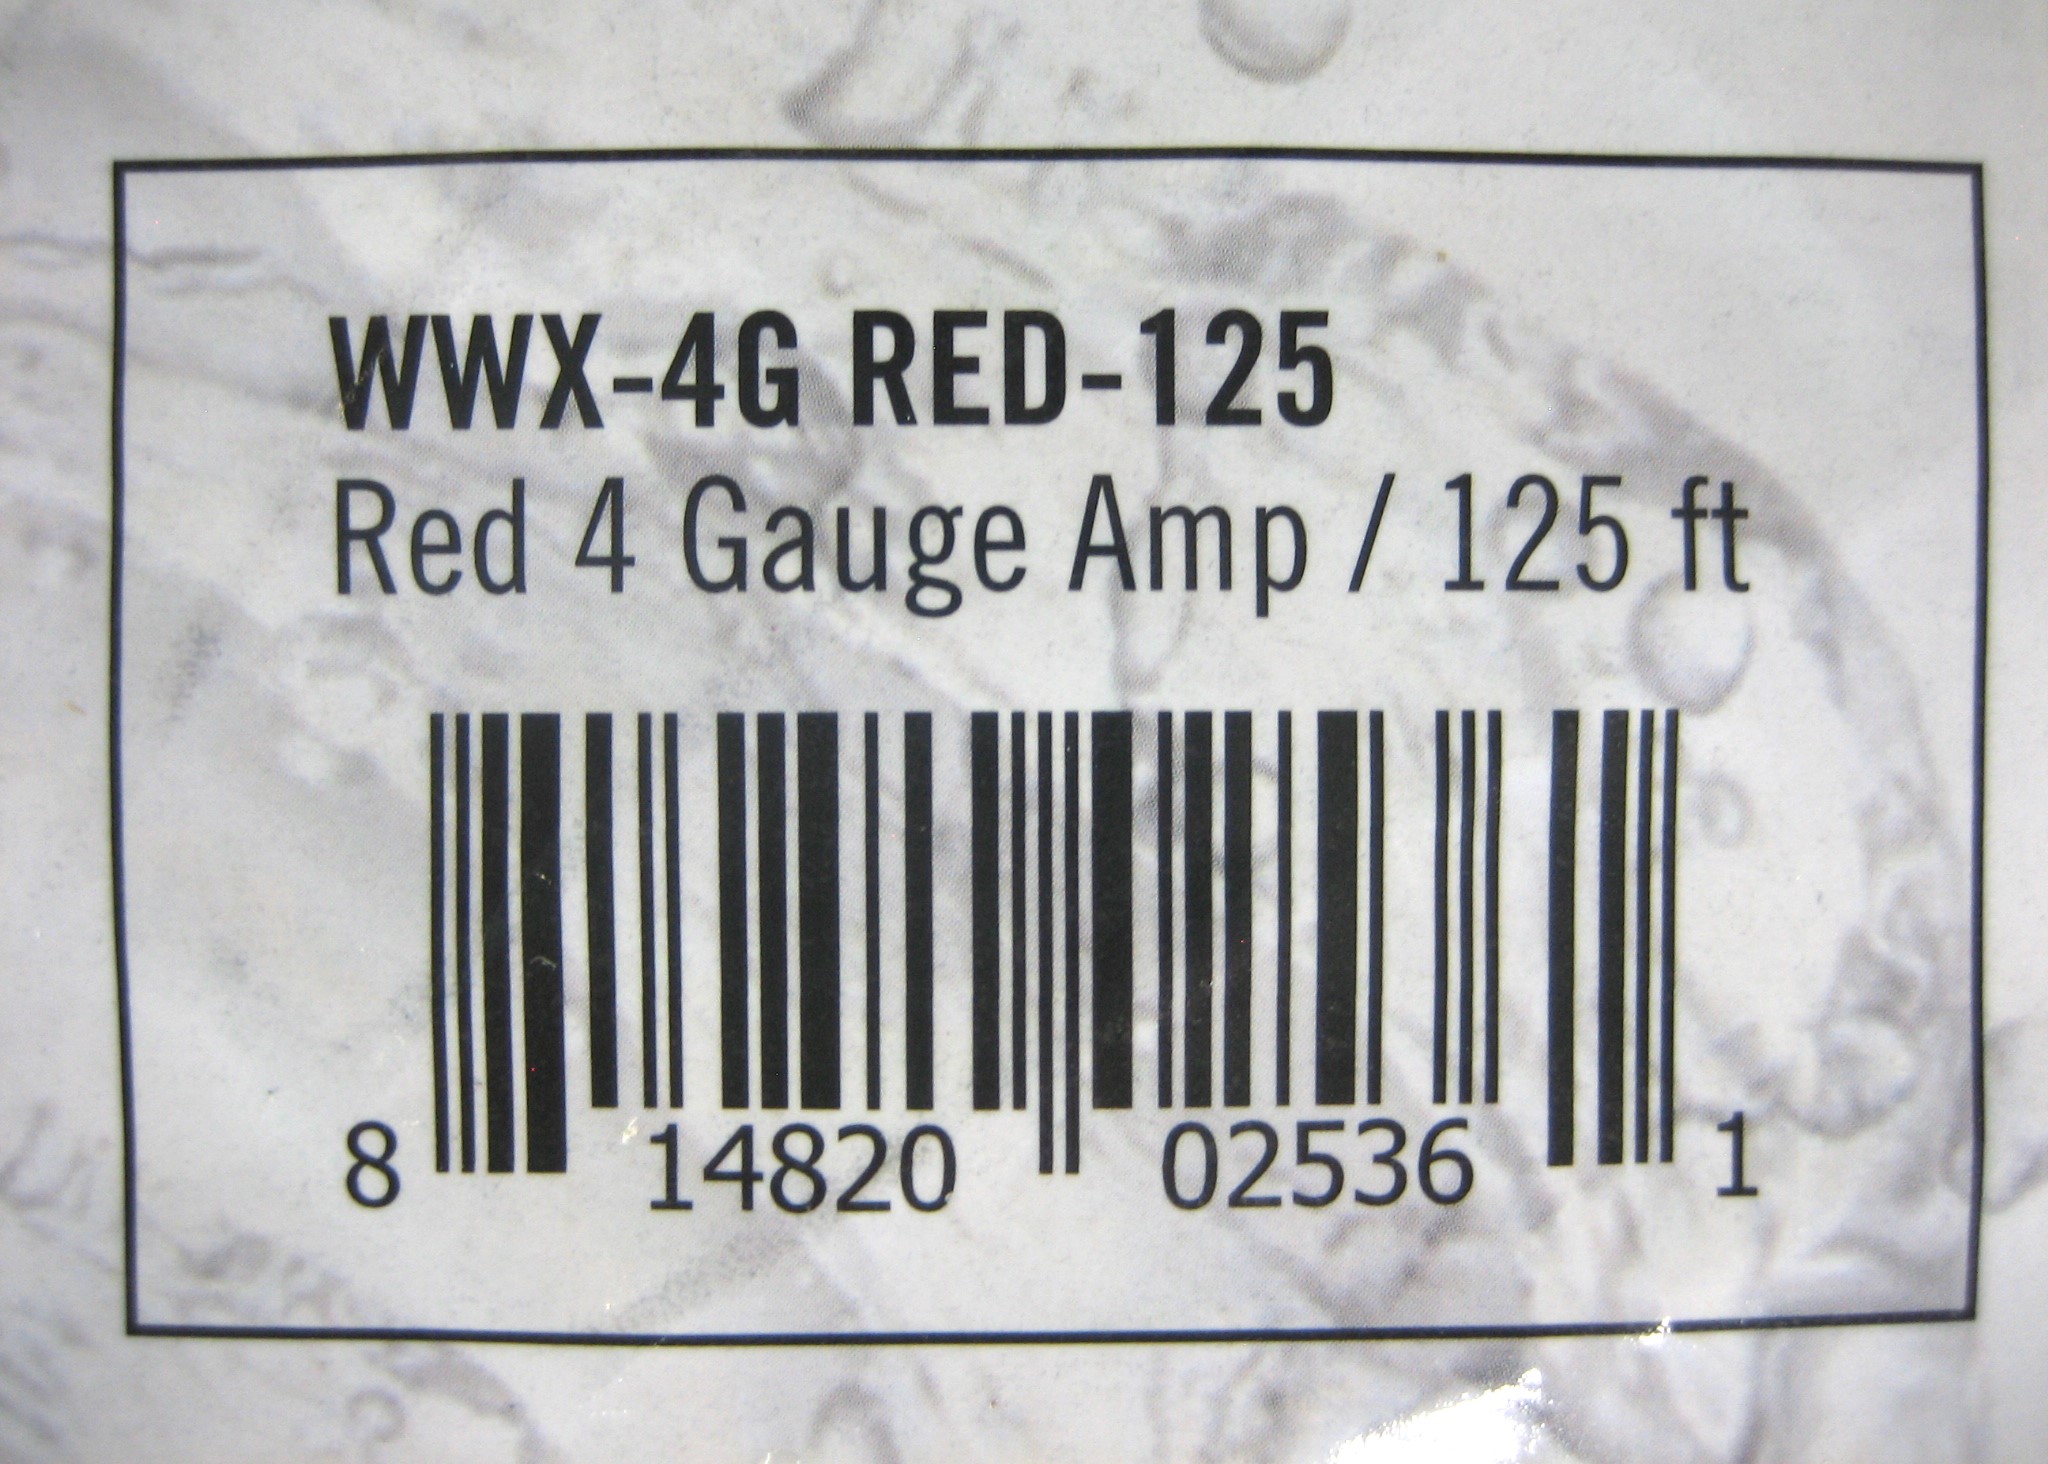 WWX-4G RED-125
Red 4 Gauge Amp / 125 ft
8 14820 02536 1